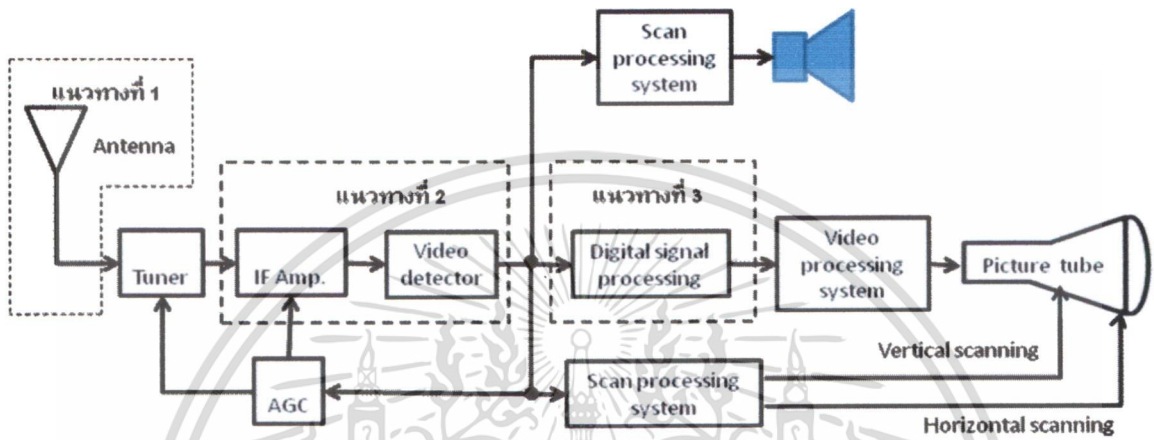 Scan
processing
system
แนวทางที่ 1
Antenna
แนวทางที่ 2
แนวทางที่ 3
Tuner
IF Amp.
Video
detector
Digital signal
processing
Video
processing
system
Picture tube
AGC
Scan processing
system
Vertical scanning
Horizontal scanning